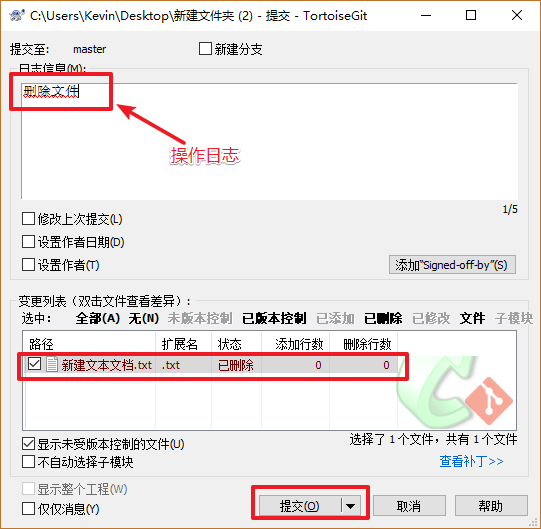 C:\Users\Kevin\Desktop\新建文件夹 (2) - 提交 - TortoiseGit
提交至: master 新建分支
日志信息(M):
删除文件
操作日志
1/5
修改上次提交(L)
设置作者日期(D)
设置作者(T)
添加“Signed-off-by”(S)
变更列表（双击文件查看差异）:
选中: 全部(A) 无(N) 未版本控制 已版本控制 已添加 已删除 已修改 文件 子模块
路径 扩展名 状态 添加行数 删除行数
新建文本文档.txt .txt 已删除 0 0
显示未受版本控制的文件(U) 选择了 1 个文件，共有 1 个文件
不自动选择子模块 查看补丁>>
显示整个工程(W)
仅仅消息(Y)
提交(O) 取消 帮助